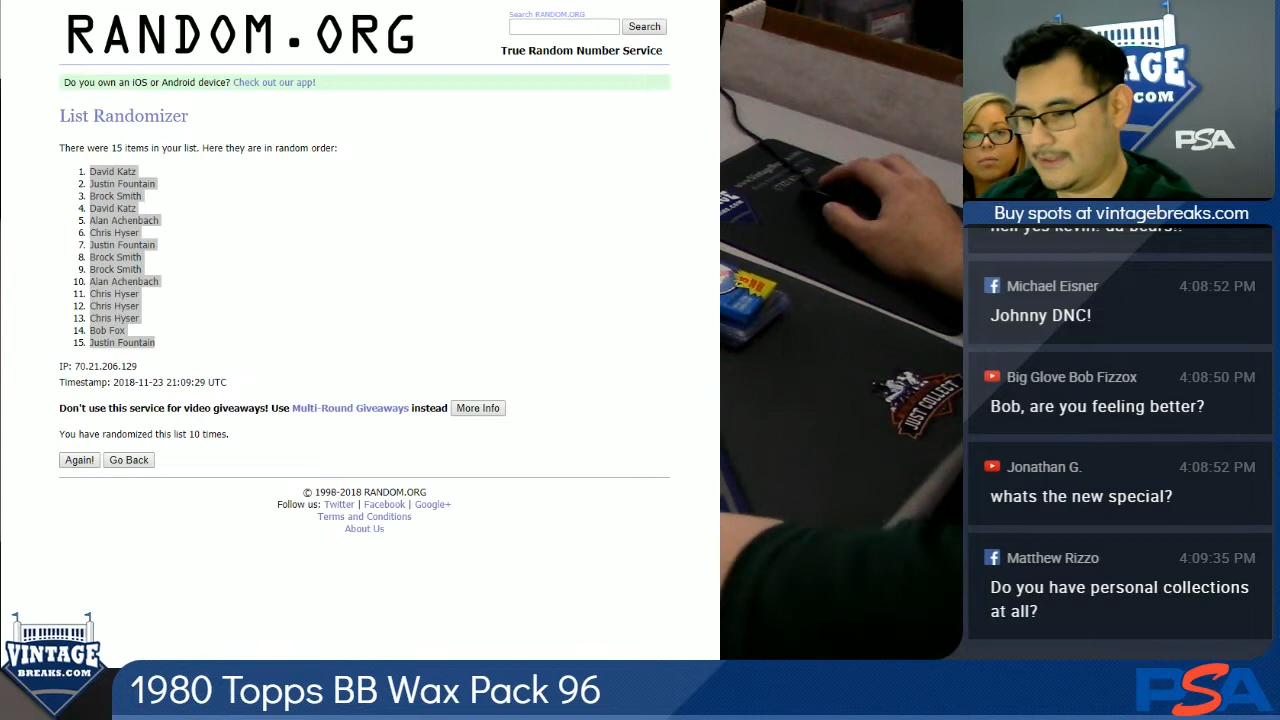 RANDOM.ORG
Search RANDOM.ORG
Search
True Random Number Service
Do you own an iOS or Android device? Check out our app!
List Randomizer
There were 15 items in your list. Here they are in random order:
1. David Katz
2. Justin Fountain
3. Brock Smith
4. David Katz
5. Alan Achenbach
6. Chris Hyser
7. Justin Fountain
8. Brock Smith
9. Brock Smith
10. Alan Achenbach
11. Chris Hyser
12. Chris Hyser
13. Chris Hyser
14. Bob Fox
15. Justin Fountain
IP: 70.21.206.129
Timestamp: 2018-11-23 21:09:29 UTC
Don't use this service for video giveaways! Use Multi-Round Giveaways instead More Info
You have randomized this list 10 times.
Again! Go Back
© 1998-2018 RANDOM.ORG
Follow us: Twitter | Facebook | Google+
Terms and Conditions
About Us
JUST COLLECT
PSA
Buy spots at vintagebreaks.com
Michael Eisner 4:08:52 PM
Johnny DNC!
Big Glove Bob Fizzox 4:08:50 PM
Bob, are you feeling better?
Jonathan G. 4:08:52 PM
whats the new special?
Matthew Rizzo 4:09:35 PM
Do you have personal collections
at all?
VINTAGE
BREAKS.COM
1980 Topps BB Wax Pack 96
PSA